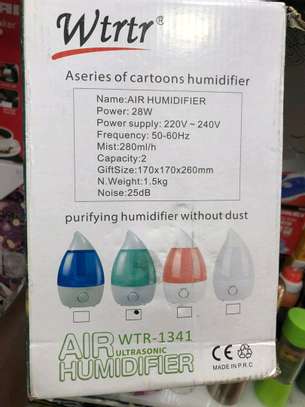 Wtrtr®
Aseries of cartoons humidifier
Name:AIR HUMIDIFIER
Power: 28W
Power supply: 220V ~ 240V
Frequency: 50-60Hz
Mist:280ml/h
Capacity:2
GiftSize:170x170x260mm
N.Weight:1.5kg
Noise:25dB
purifying humidifier without dust
AIR WTR-1341
ULTRASONIC
HUMIDIFIER
CE
MADE IN P.R.C